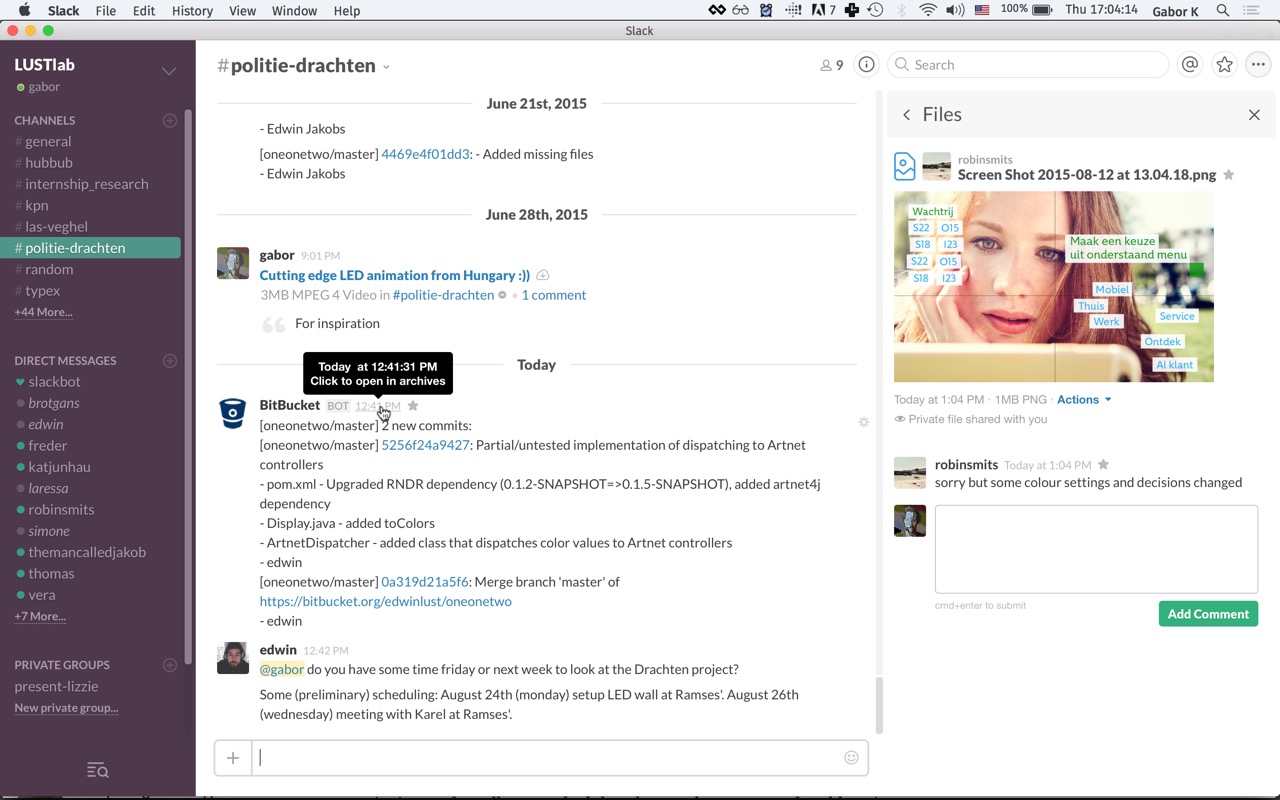 Slack File Edit History View Window Help 7 100% Thu 17:04:14 Gabor K
Slack
LUSTlab
gabor
CHANNELS
# general
# hubbub
# internship_research
# kpn
# las-veghel
# politie-drachten
# random
# typex
+44 More...
DIRECT MESSAGES
slackbot
brotgans
edwin
freder
katjunhau
laressa
robinsmits
simone
themancalledjakob
thomas
vera
+7 More...
PRIVATE GROUPS
present-lizzie
New private group...
#politie-drachten
9
Search
June 21st, 2015
- Edwin Jakobs
[oneonetwo/master] 4469e4f01dd3: - Added missing files
- Edwin Jakobs
June 28th, 2015
gabor 9:01 PM
Cutting edge LED animation from Hungary :))
3MB MPEG 4 Video in #politie-drachten • 1 comment
For inspiration
Today
Today at 12:41:31 PM
Click to open in archives
BitBucket BOT 12:41 PM
[oneonetwo/master] 2 new commits:
[oneonetwo/master] 5256f24a9427: Partial/untested implementation of dispatching to Artnet
controllers
- pom.xml - Upgraded RNDR dependency (0.1.2-SNAPSHOT=>0.1.5-SNAPSHOT), added artnet4j
dependency
- Display.java - added toColors
- ArtnetDispatcher - added class that dispatches color values to Artnet controllers
- edwin
[oneonetwo/master] 0a319d21a5f6: Merge branch 'master' of
https://bitbucket.org/edwinlust/oneonetwo
- edwin
edwin 12:42 PM
@gabor do you have some time friday or next week to look at the Drachten project?
Some (preliminary) scheduling: August 24th (monday) setup LED wall at Ramses'. August 26th
(wednesday) meeting with Karel at Ramses'.
Files
robinsmits
Screen Shot 2015-08-12 at 13.04.18.png
Wachtrij
S22 O15
S18 I23
S22 O15
S18 I23
Maak een keuze
uit onderstaand menu
Mobiel
Thuis
Werk
Service
Ontdek
Al klant
Today at 1:04 PM · 1MB PNG · Actions
Private file shared with you
robinsmits Today at 1:04 PM
sorry but some colour settings and decisions changed
cmd+enter to submit
Add Comment